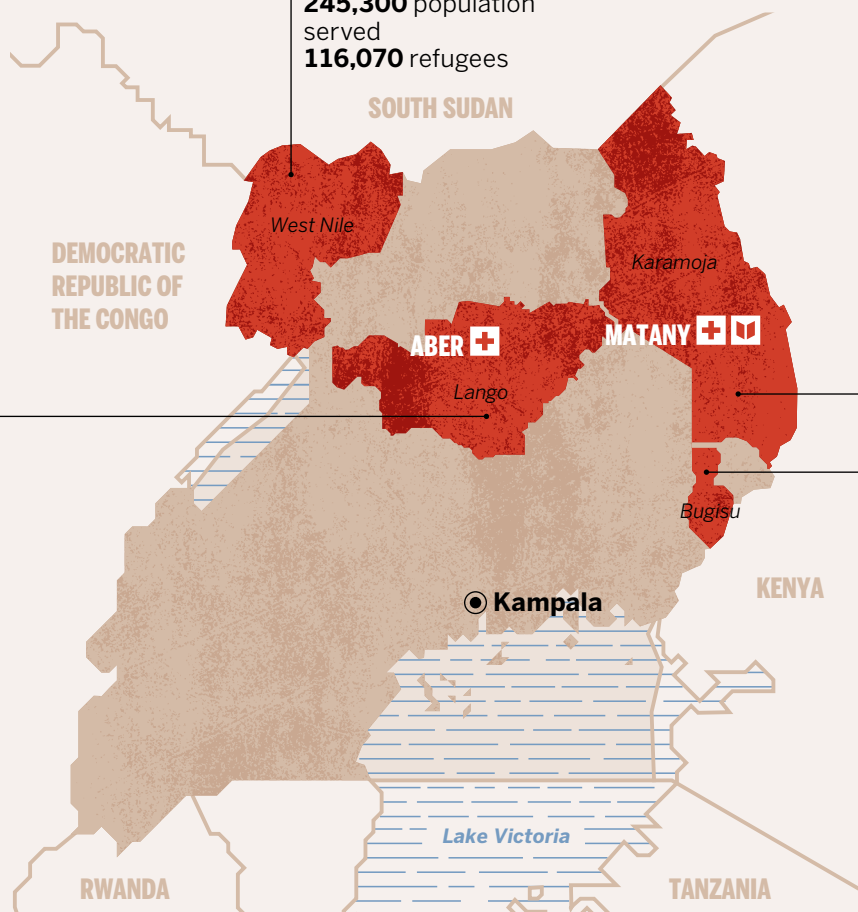 245,300 population
served
116,070 refugees
SOUTH SUDAN
West Nile
DEMOCRATIC
REPUBLIC OF
THE CONGO
Karamoja
MATANY
ABER
Lango
Bugisu
KENYA
Kampala
Lake Victoria
RWANDA
TANZANIA